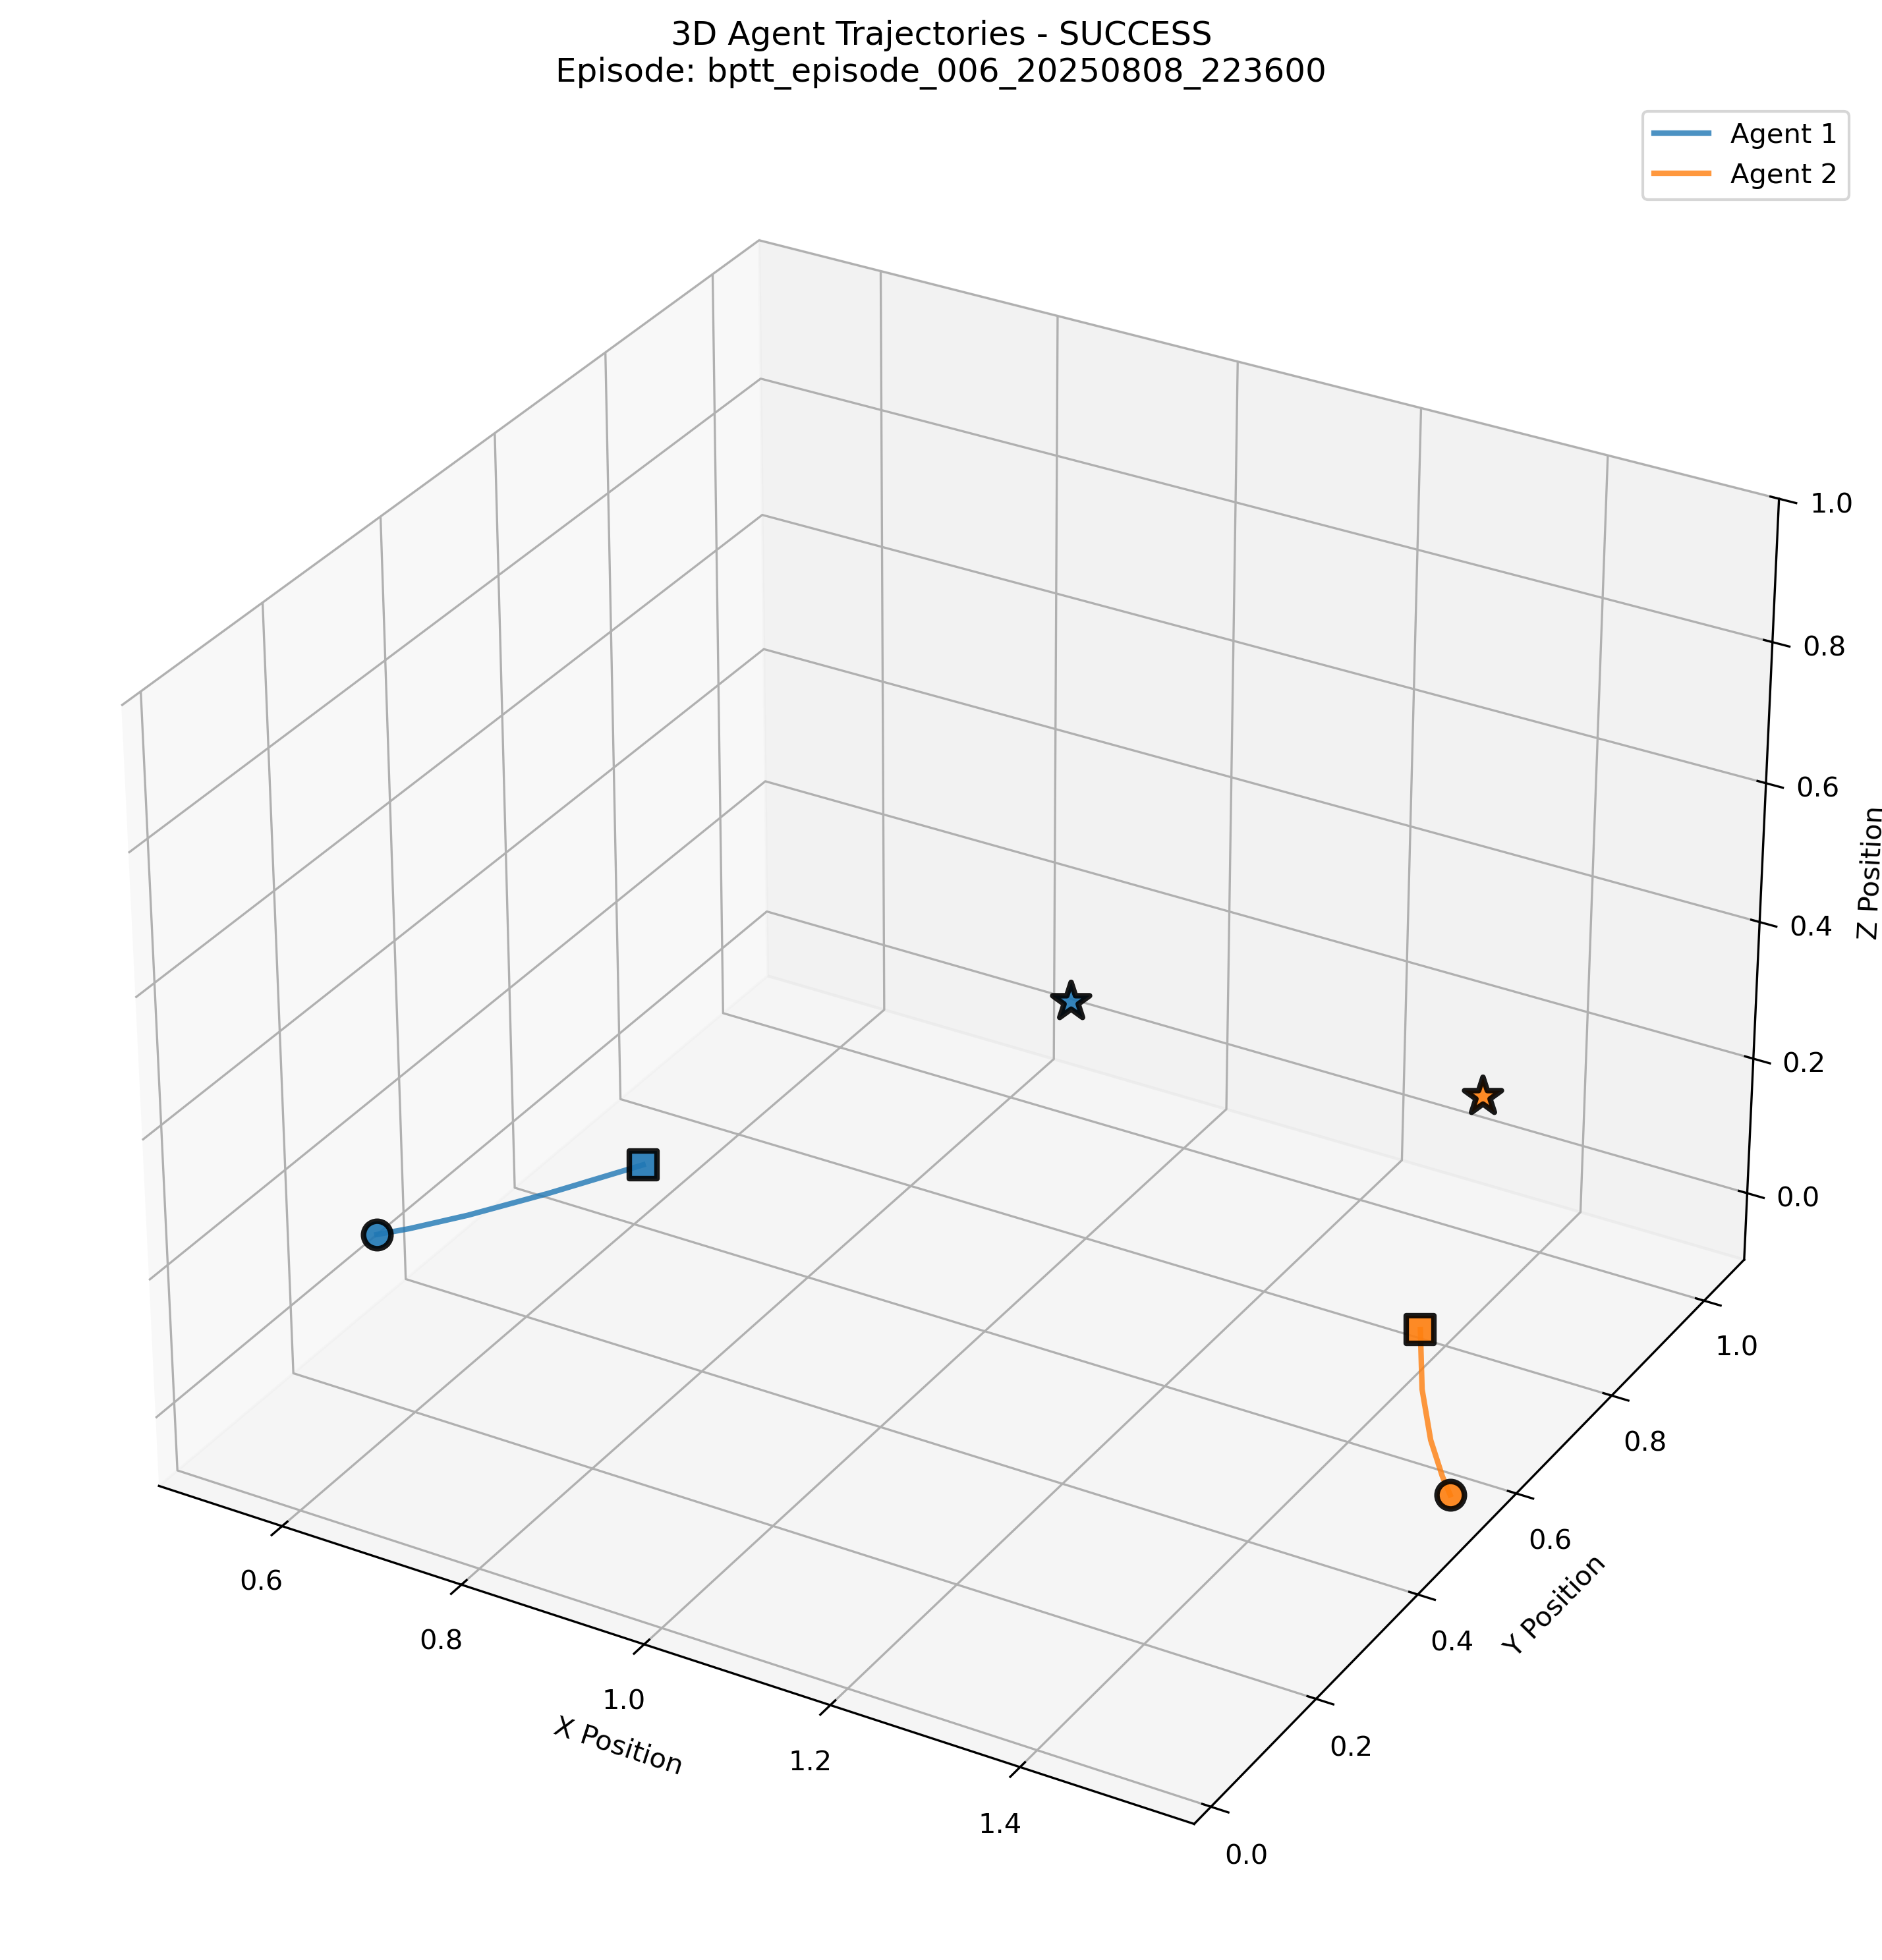 3D Agent Trajectories - SUCCESS
Episode: bptt_episode_006_20250808_223600
Agent 1
Agent 2
1.0
0.8
0.6
0.4
0.2
0.0
Z Position
1.0
0.8
0.6
0.4
0.2
0.0
Y Position
0.6
0.8
1.0
1.2
1.4
X Position